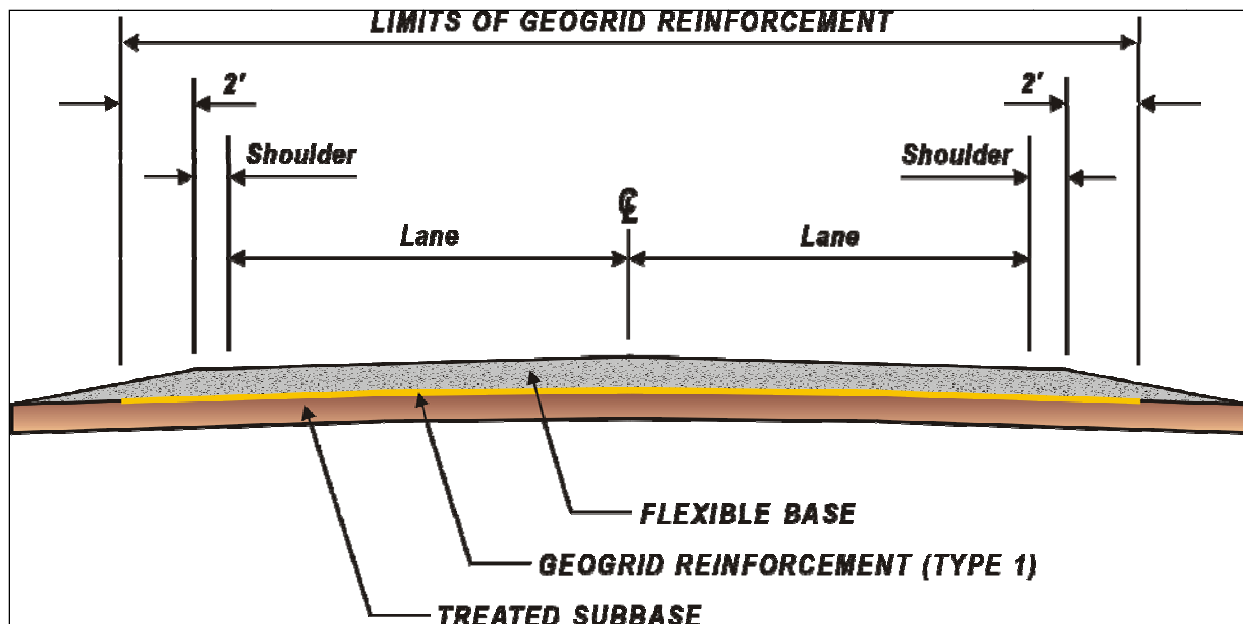 LIMITS OF GEOGRID REINFORCEMENT
2' 2'
Shoulder Shoulder
℄
Lane Lane
FLEXIBLE BASE
GEOGRID REINFORCEMENT (TYPE 1)
TREATED SUBBASE